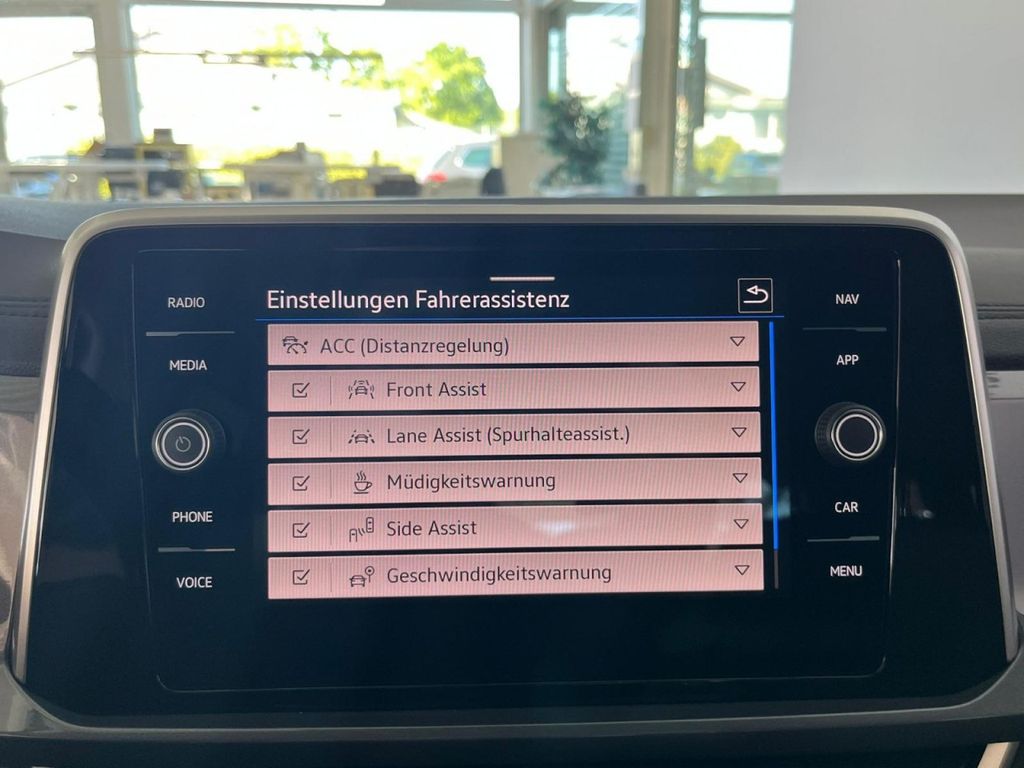 RADIO
MEDIA
PHONE
VOICE
Einstellungen Fahrerassistenz
ACC (Distanzregelung)
Front Assist
Lane Assist (Spurhalteassist.)
Müdigkeitswarnung
Side Assist
Geschwindigkeitswarnung
NAV
APP
CAR
MENU